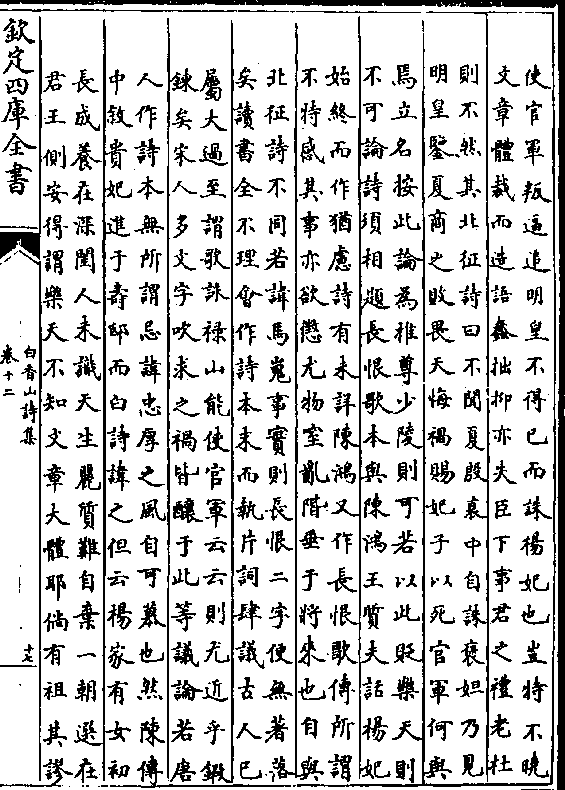 使官軍叛逼迫明皇不得已而誅楊妃也豈特不曉
文章體裁而造語蠢拙抑亦失臣下事君之禮老杜
則不然其北征詩曰不聞夏殷衰中自誅褒妲乃見
明皇鑒夏商之敗畏天悔禍賜妃子以死官軍何與
焉立名按此論為推尊少陵則可若以此貶樂天則
不可論詩須相題長恨歌本與陳鴻王質夫話楊妃
始終而作猶慮詩有未詳陳鴻又作長恨歌傳所謂
不特感其事亦欲懲尤物窒亂階垂于將來也自與
北征詩不同若諱馬嵬事實則長恨二字便無著落
矣讀書全不理會作詩本末而執片詞肆議古人已
屬大過至謂歌詠祿山能使官軍云云則尤近乎鍛
鍊矣宋人多文字吹求之禍皆釀于此等議論若唐
人作詩本無所謂忌諱忠厚之風自可慕也然陳傳
中敘貴妃進于壽邸而白詩諱之但云楊家有女初
長成養在深閨人未識天生麗質難自棄一朝選在
君王側安得謂樂天不知文章大體耶倘有祖其謬
欽定四庫全書
白香山詩集
卷十二
十七